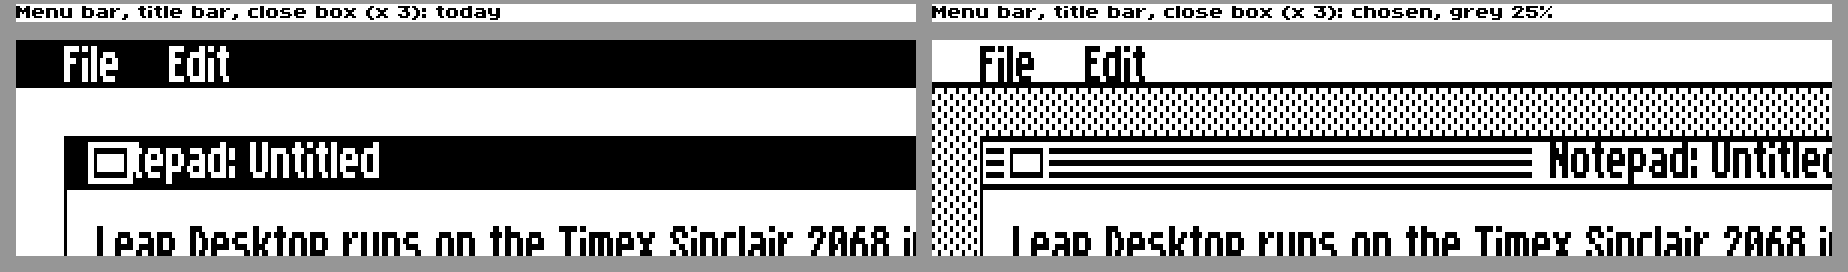 Menu bar, title bar, close box (x 3): today
File Edit
tepad: Untitled
Leap Desktop runs on the Timex Sinclair 2068
Menu bar, title bar, close box (x 3): chosen, grey 25%
File Edit
Notepad: Untitled
Leap Desktop runs on the Timex Sinclair 2068